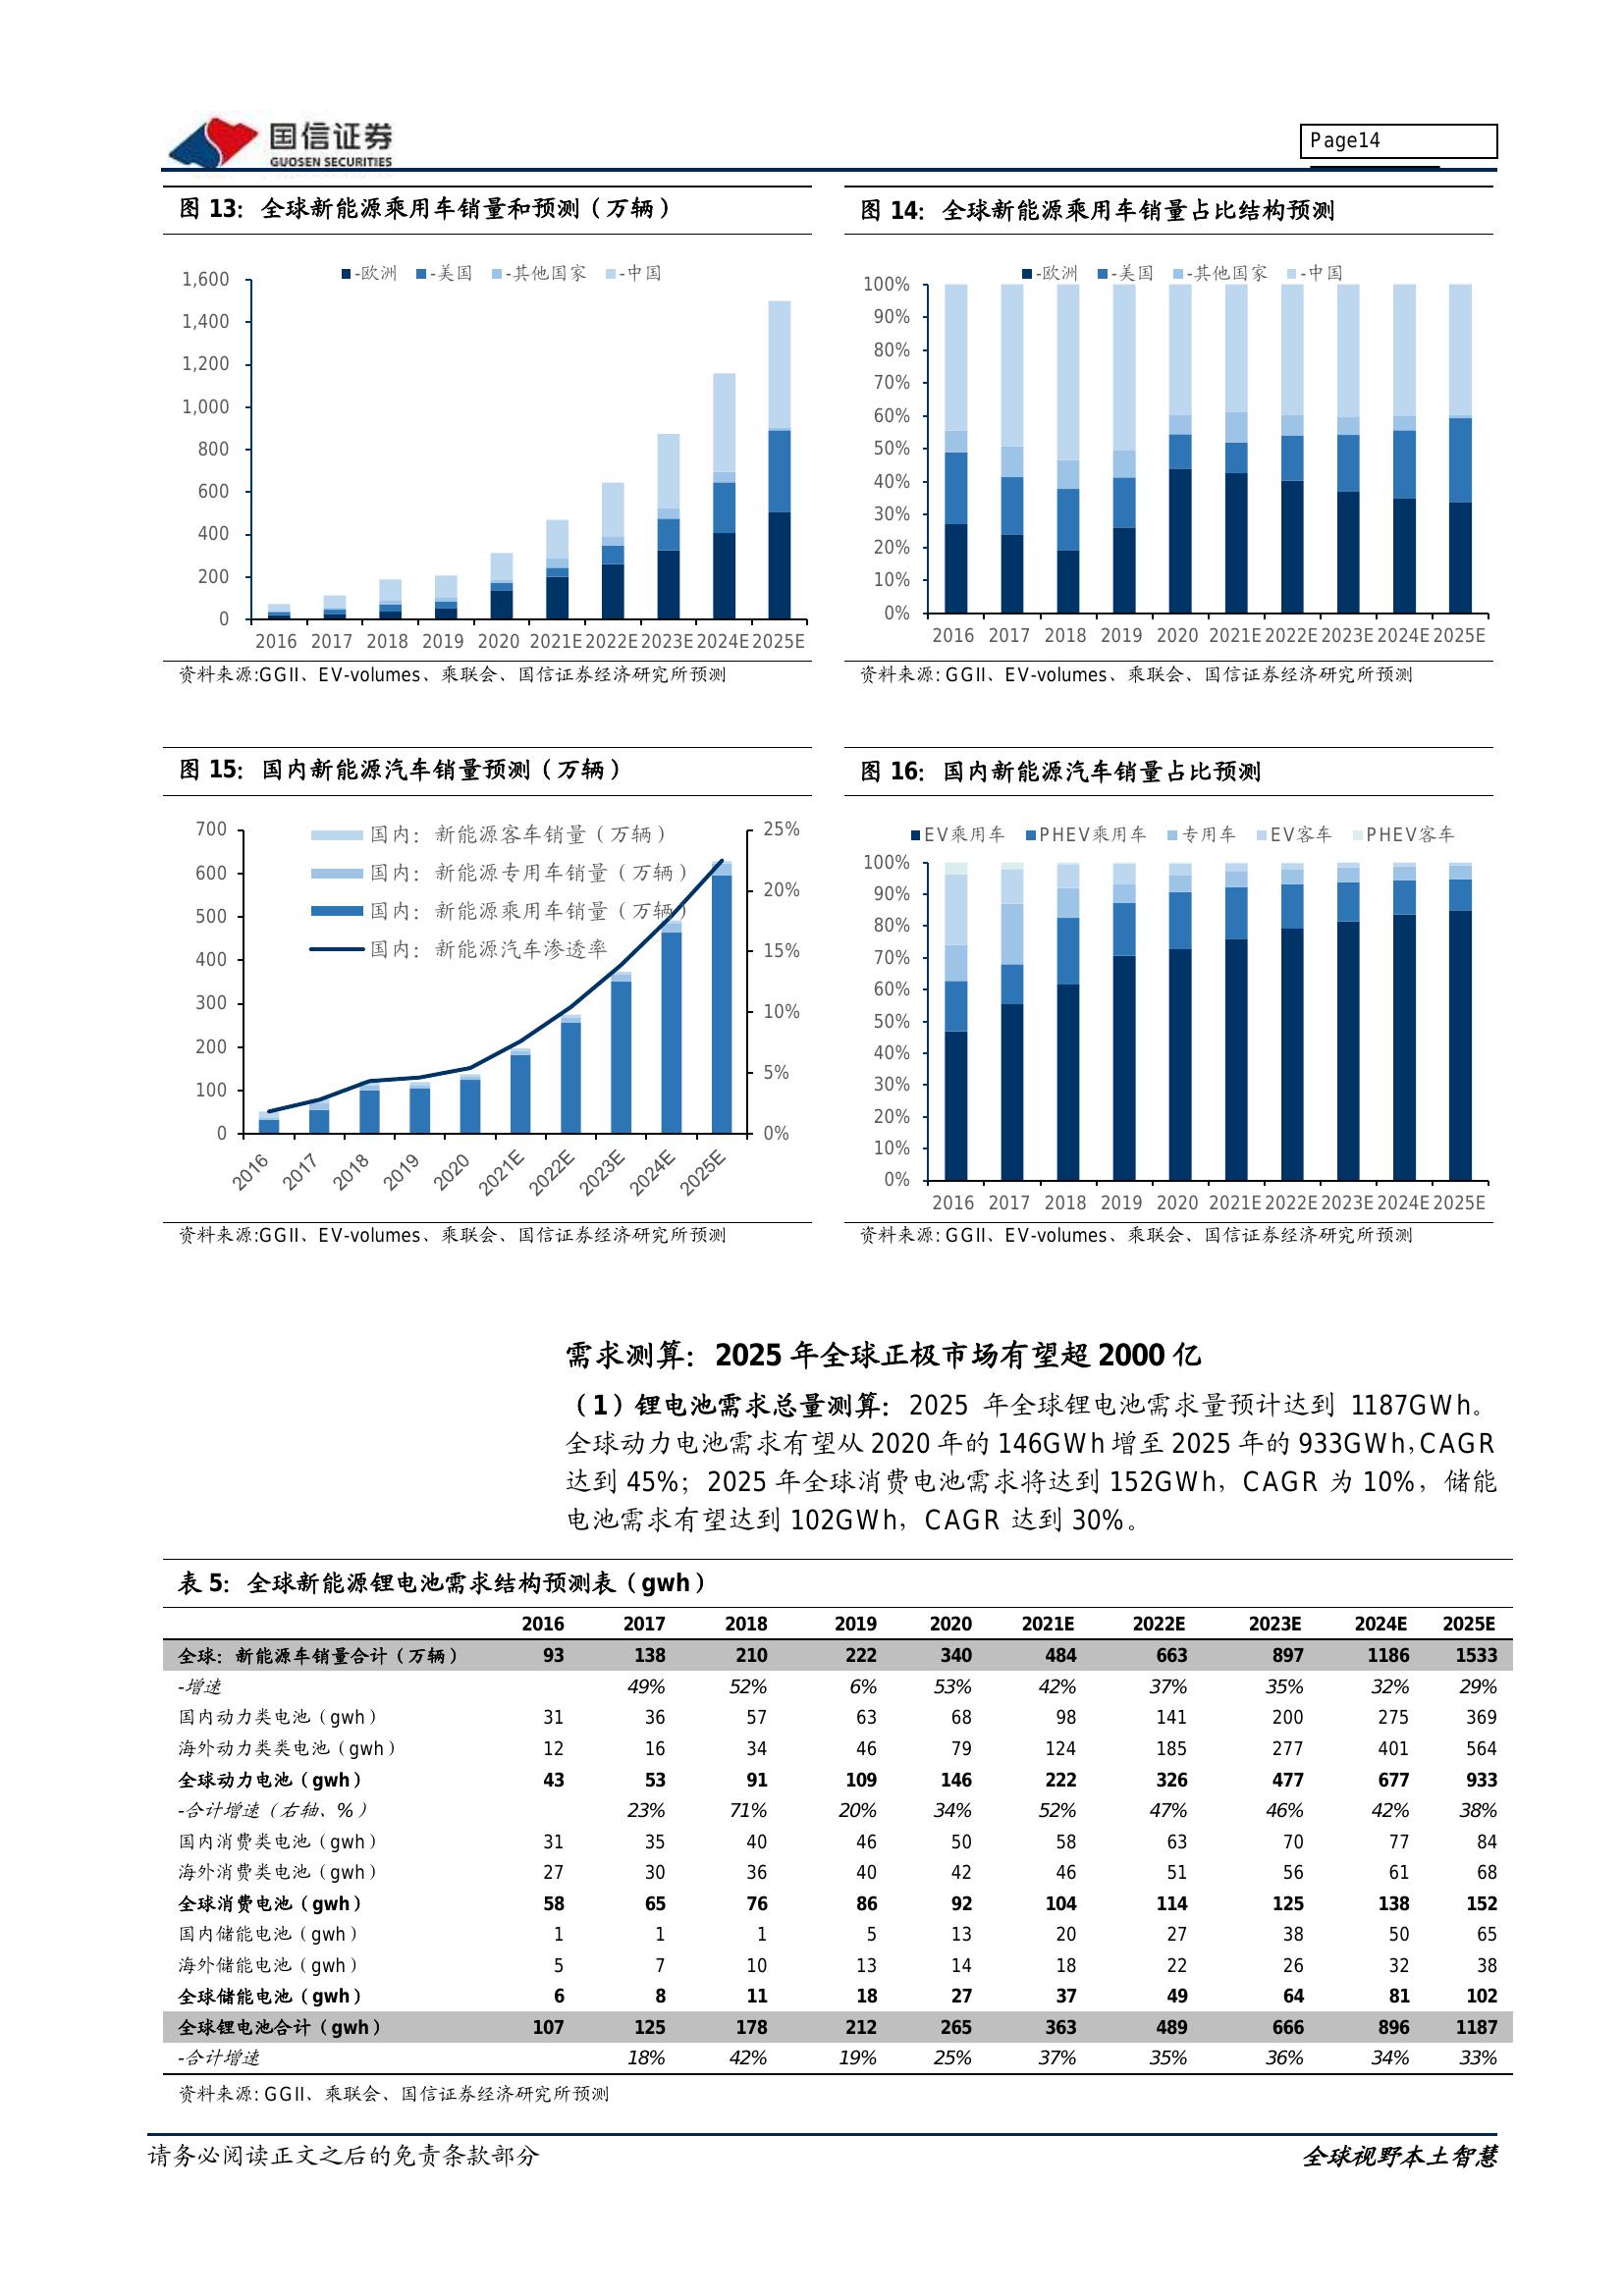 国信证券
GUOSEN SECURITIES
Page14
图 13：全球新能源乘用车销量和预测（万辆）
-欧洲 -美国 -其他国家 -中国
1,600
1,400
1,200
1,000
800
600
400
200
0
2016 2017 2018 2019 2020 2021E 2022E 2023E 2024E 2025E
资料来源:GGII、EV-volumes、乘联会、国信证券经济研究所预测
图 14：全球新能源乘用车销量占比结构预测
-欧洲 -美国 -其他国家 -中国
100%
90%
80%
70%
60%
50%
40%
30%
20%
10%
0%
2016 2017 2018 2019 2020 2021E 2022E 2023E 2024E 2025E
资料来源: GGII、EV-volumes、乘联会、国信证券经济研究所预测
图 15：国内新能源汽车销量预测（万辆）
国内：新能源客车销量（万辆）
国内：新能源专用车销量（万辆）
国内：新能源乘用车销量（万辆）
国内：新能源汽车渗透率
700
600
500
400
300
200
100
0
25%
20%
15%
10%
5%
0%
2016 2017 2018 2019 2020 2021E 2022E 2023E 2024E 2025E
资料来源:GGII、EV-volumes、乘联会、国信证券经济研究所预测
图 16：国内新能源汽车销量占比预测
EV乘用车 PHEV乘用车 专用车 EV客车 PHEV客车
100%
90%
80%
70%
60%
50%
40%
30%
20%
10%
0%
2016 2017 2018 2019 2020 2021E 2022E 2023E 2024E 2025E
资料来源: GGII、EV-volumes、乘联会、国信证券经济研究所预测
需求测算：2025 年全球正极市场有望超 2000 亿
（1）锂电池需求总量测算：2025 年全球锂电池需求量预计达到 1187GWh。
全球动力电池需求有望从 2020 年的 146GWh 增至 2025 年的 933GWh，CAGR
达到 45%；2025 年全球消费电池需求将达到 152GWh，CAGR 为 10%，储能
电池需求有望达到 102GWh，CAGR 达到 30%。
表 5：全球新能源锂电池需求结构预测表（gwh）
2016 2017 2018 2019 2020 2021E 2022E 2023E 2024E 2025E
全球：新能源车销量合计（万辆） 93 138 210 222 340 484 663 897 1186 1533
-增速 49% 52% 6% 53% 42% 37% 35% 32% 29%
国内动力类电池（gwh） 31 36 57 63 68 98 141 200 275 369
海外动力类类电池（gwh） 12 16 34 46 79 124 185 277 401 564
全球动力电池（gwh） 43 53 91 109 146 222 326 477 677 933
-合计增速（右轴、%） 23% 71% 20% 34% 52% 47% 46% 42% 38%
国内消费类电池（gwh） 31 35 40 46 50 58 63 70 77 84
海外消费类电池（gwh） 27 30 36 40 42 46 51 56 61 68
全球消费电池（gwh） 58 65 76 86 92 104 114 125 138 152
国内储能电池（gwh） 1 1 1 5 13 20 27 38 50 65
海外储能电池（gwh） 5 7 10 13 14 18 22 26 32 38
全球储能电池（gwh） 6 8 11 18 27 37 49 64 81 102
全球锂电池合计（gwh） 107 125 178 212 265 363 489 666 896 1187
-合计增速 18% 42% 19% 25% 37% 35% 36% 34% 33%
资料来源: GGII、乘联会、国信证券经济研究所预测
请务必阅读正文之后的免责条款部分
全球视野本土智慧